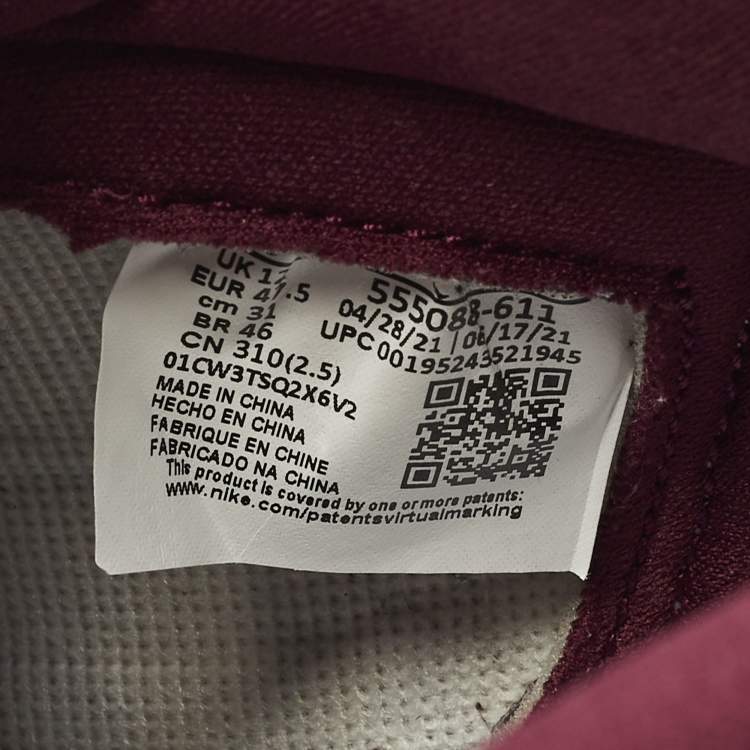 UK 12
EUR 47.5
cm 31
BR 46
CN 310(2.5)
01CW3TSQ2X6V2
555088-611
04/28/21 | 06/17/21
UPC 00195243521945
MADE IN CHINA
HECHO EN CHINA
FABRIQUE EN CHINE
FABRICADO NA CHINA
This product is covered by one or more patents:
www.nike.com/patentsvirtualmarking